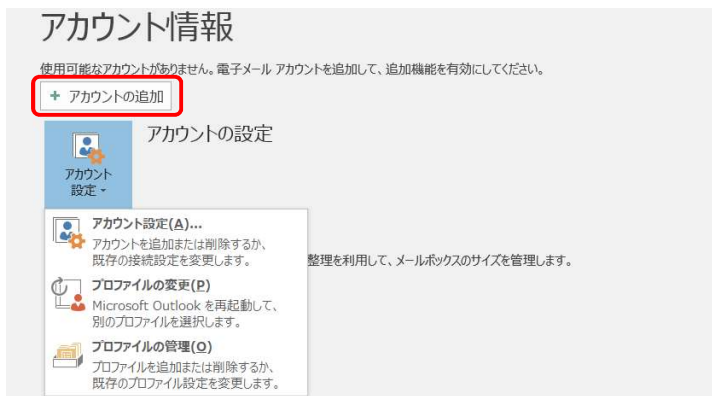 アカウント情報
使用可能なアカウントがありません。電子メール アカウントを追加して、追加機能を有効にしてください。
+ アカウントの追加
アカウントの設定
アカウント
設定
アカウント設定(A)...
アカウントを追加または削除するか、
既存の接続設定を変更します。
整理を利用して、メールボックスのサイズを管理します。
プロファイルの変更(P)
Microsoft Outlook を再起動して、
別のプロファイルを選択します。
プロファイルの管理(O)
プロファイルを追加または削除するか、
既存のプロファイル設定を変更します。